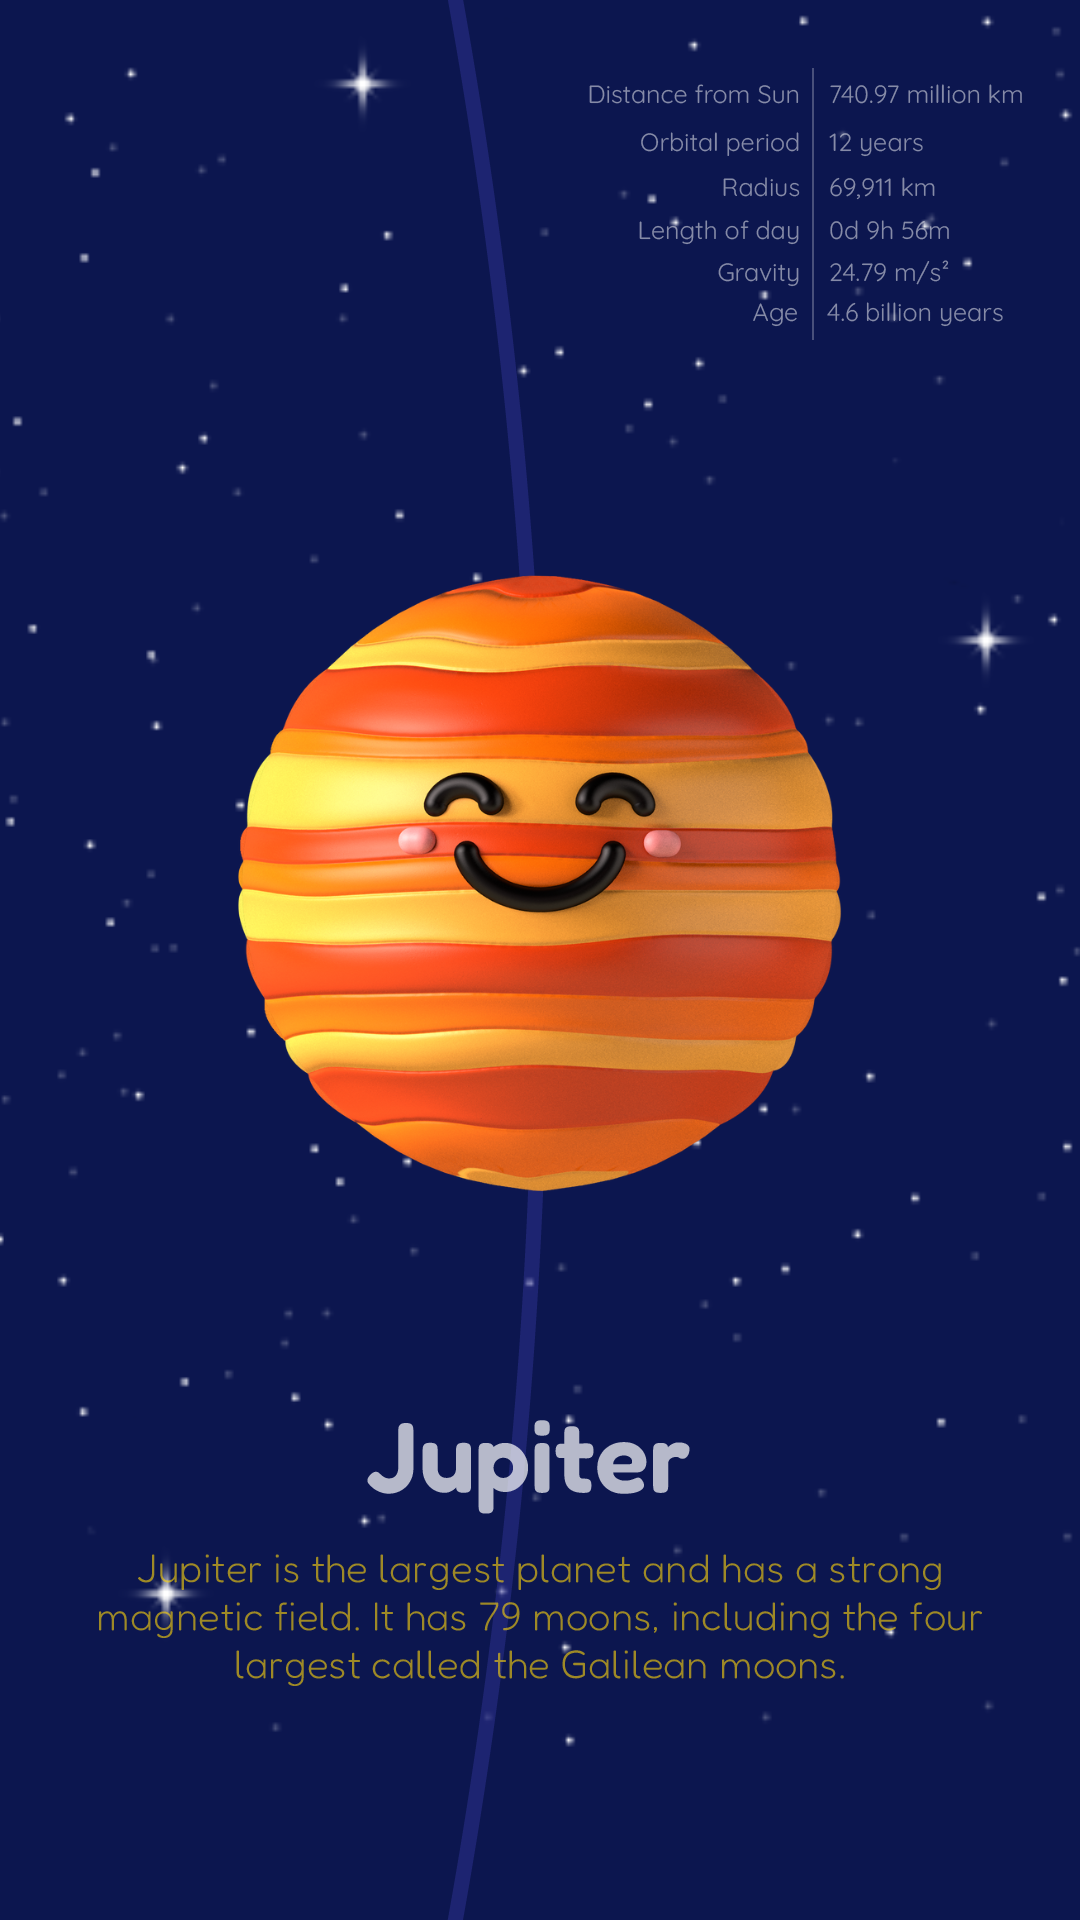 Distance from Sun 740.97 million km
Orbital period 12 years
Radius 69,911 km
Length of day 0d 9h 56m
Gravity 24.79 m/s²
Age 4.6 billion years
Jupiter
Jupiter is the largest planet and has a strong
magnetic field. It has 79 moons, including the four
largest called the Galilean moons.